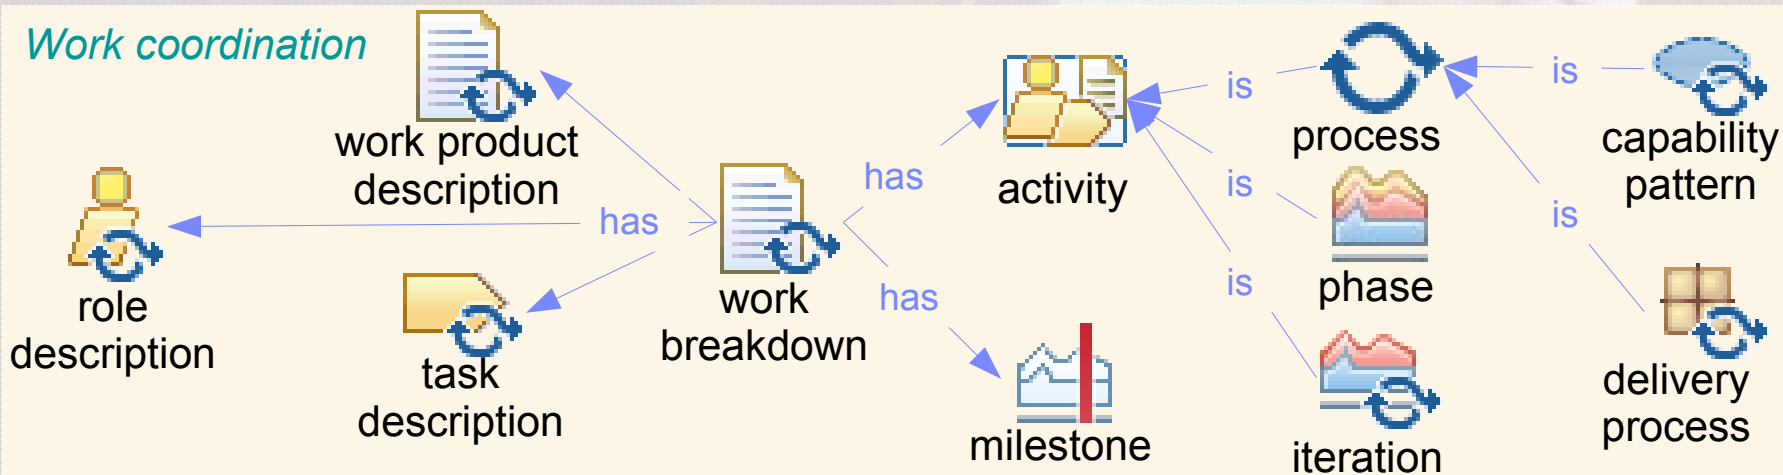 Work coordination
work product
description
role
description
task
description
has
work
breakdown
has
has
activity
milestone
is
is
is
process
phase
iteration
is
is
capability
pattern
delivery
process